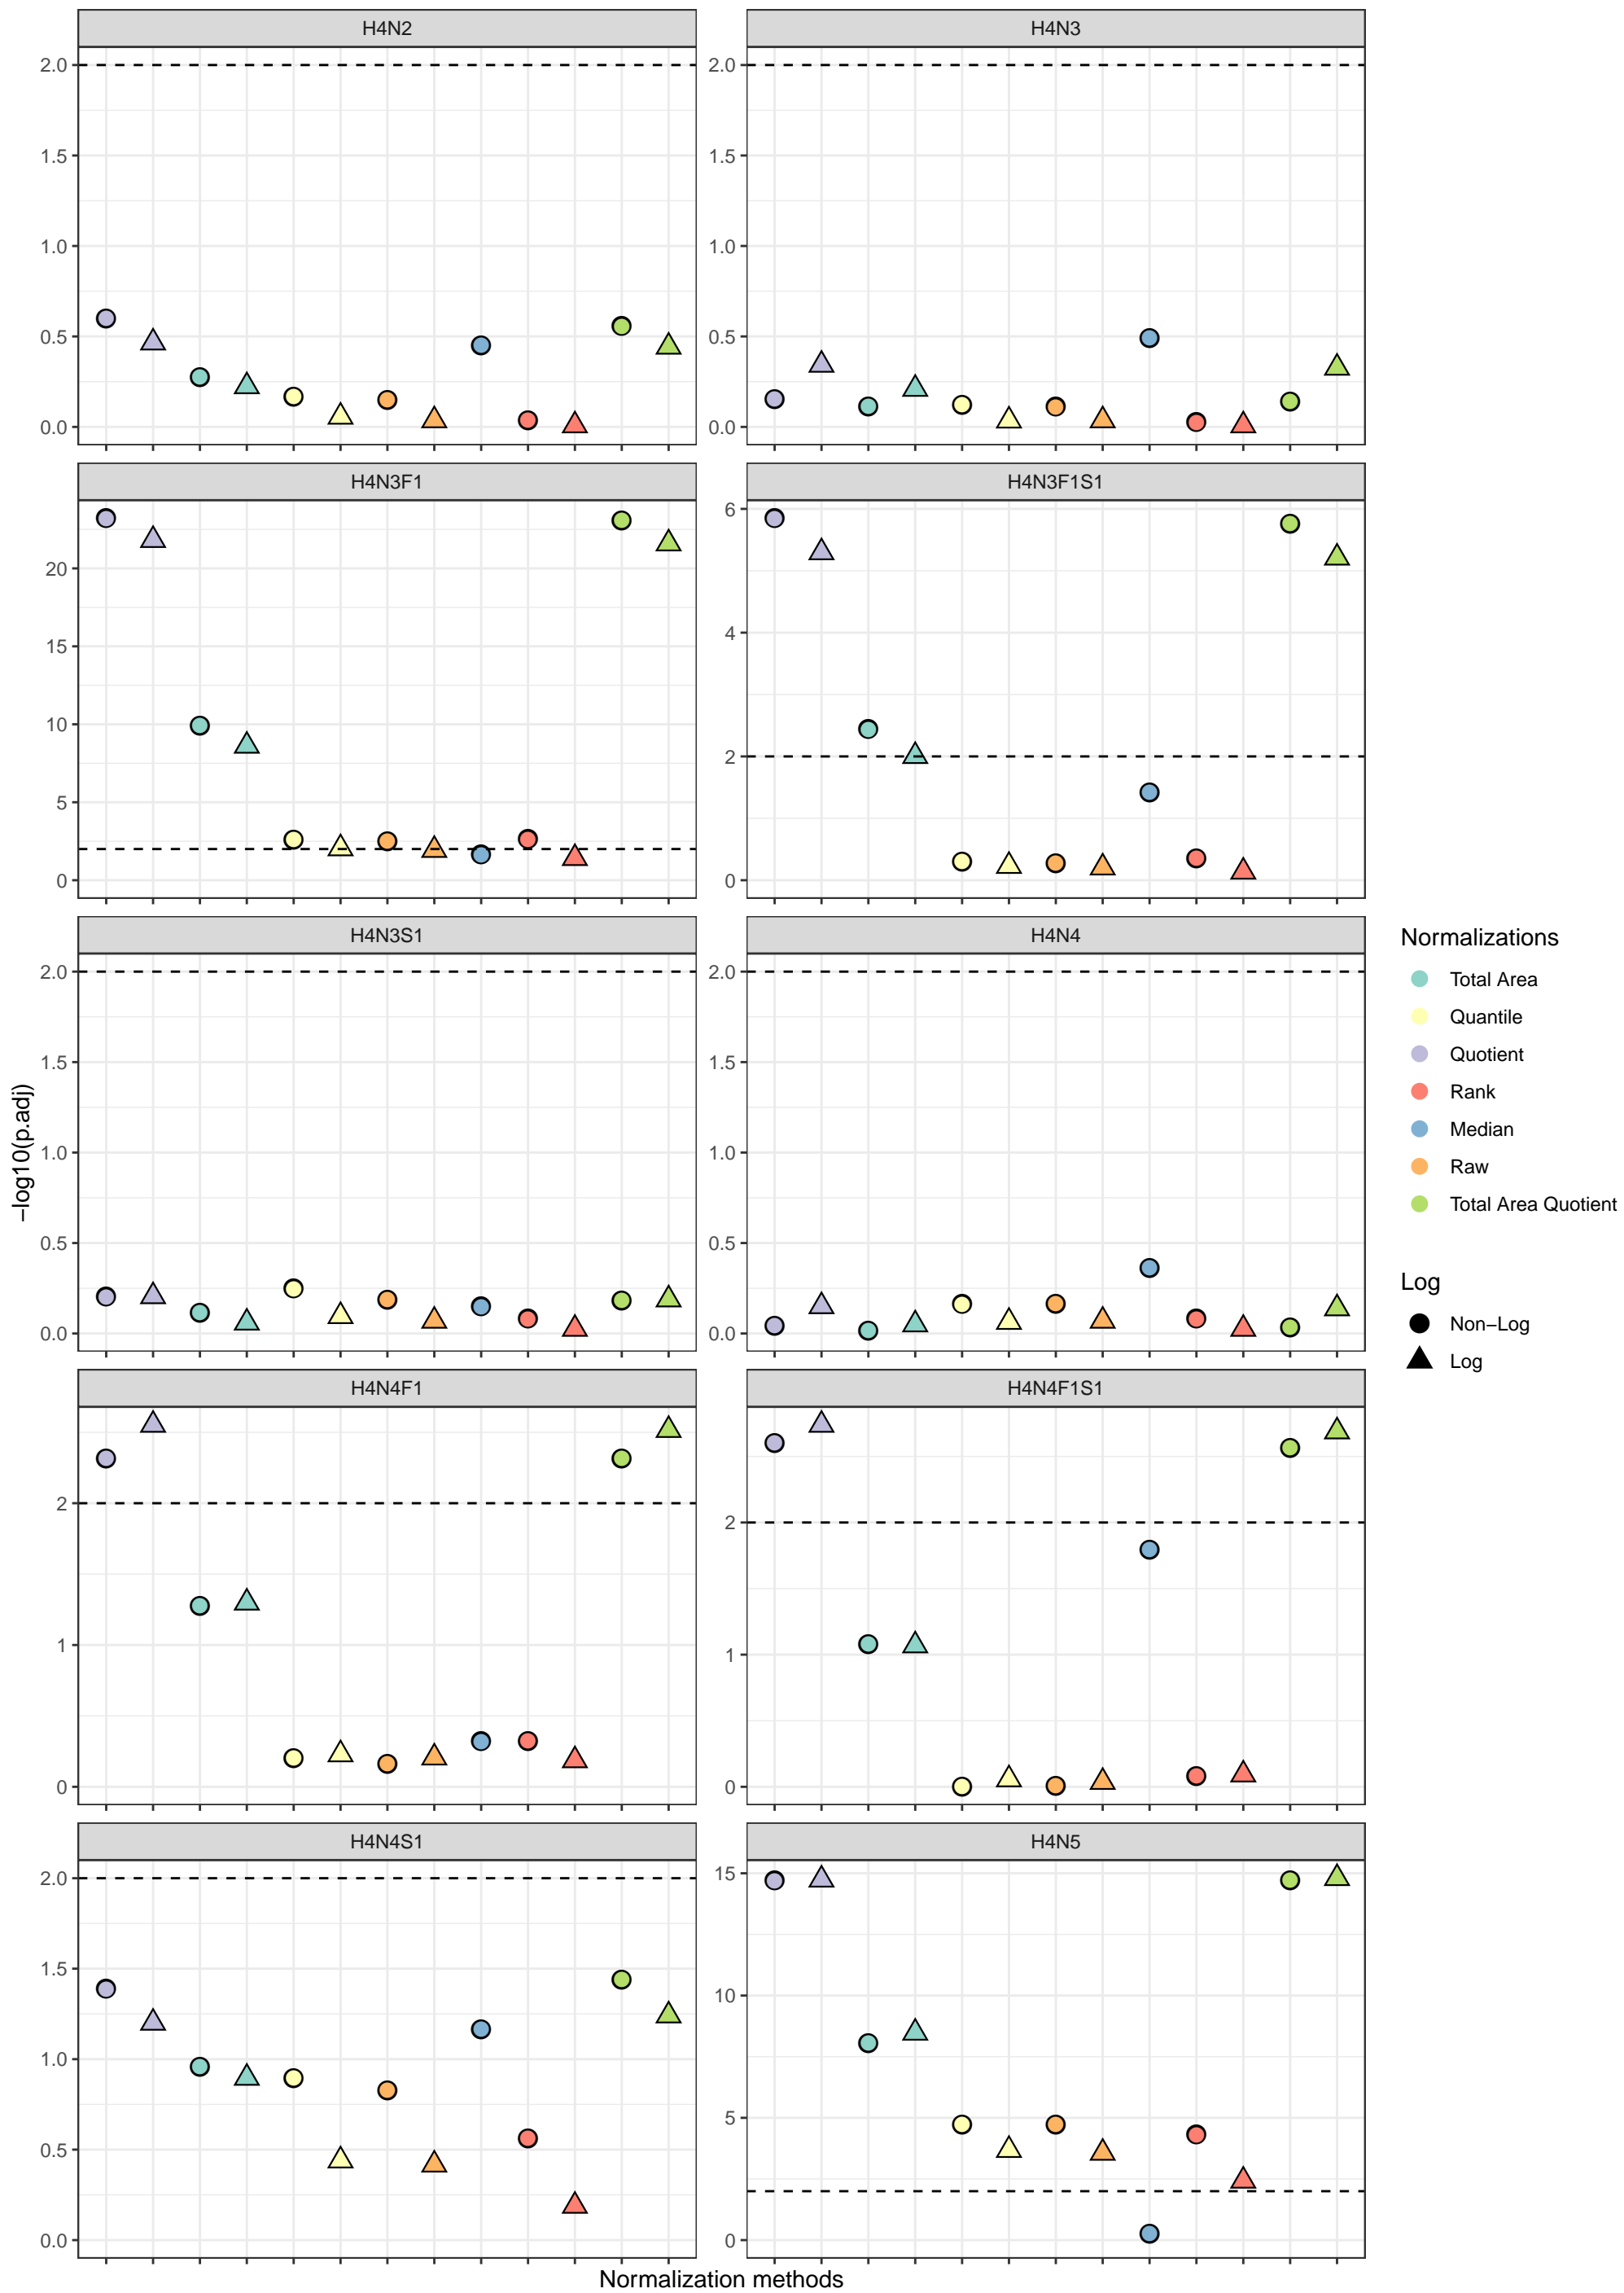 H4N2
H4N3
2.0
1.5
1.0
0.5
0.0
2.0
1.5
1.0
0.5
0.0
H4N3F1
H4N3F1S1
20
15
10
5
0
6
4
2
0
H4N3S1
H4N4
2.0
1.5
1.0
0.5
0.0
2.0
1.5
1.0
0.5
0.0
H4N4F1
H4N4F1S1
2
1
0
2
1
0
H4N4S1
H4N5
2.0
1.5
1.0
0.5
0.0
15
10
5
0
−log10(p.adj)
Normalization methods
Normalizations
Total Area
Quantile
Quotient
Rank
Median
Raw
Total Area Quotient
Log
Non−Log
Log